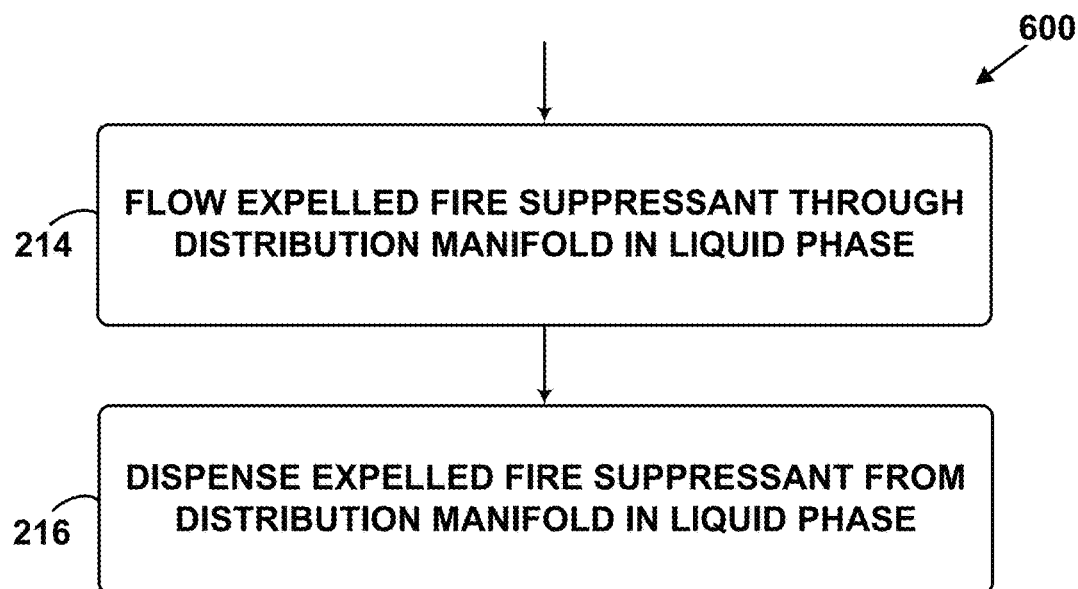 600
FLOW EXPELLED FIRE SUPPRESSANT THROUGH
DISTRIBUTION MANIFOLD IN LIQUID PHASE
214
DISPENSE EXPELLED FIRE SUPPRESSANT FROM
DISTRIBUTION MANIFOLD IN LIQUID PHASE
216